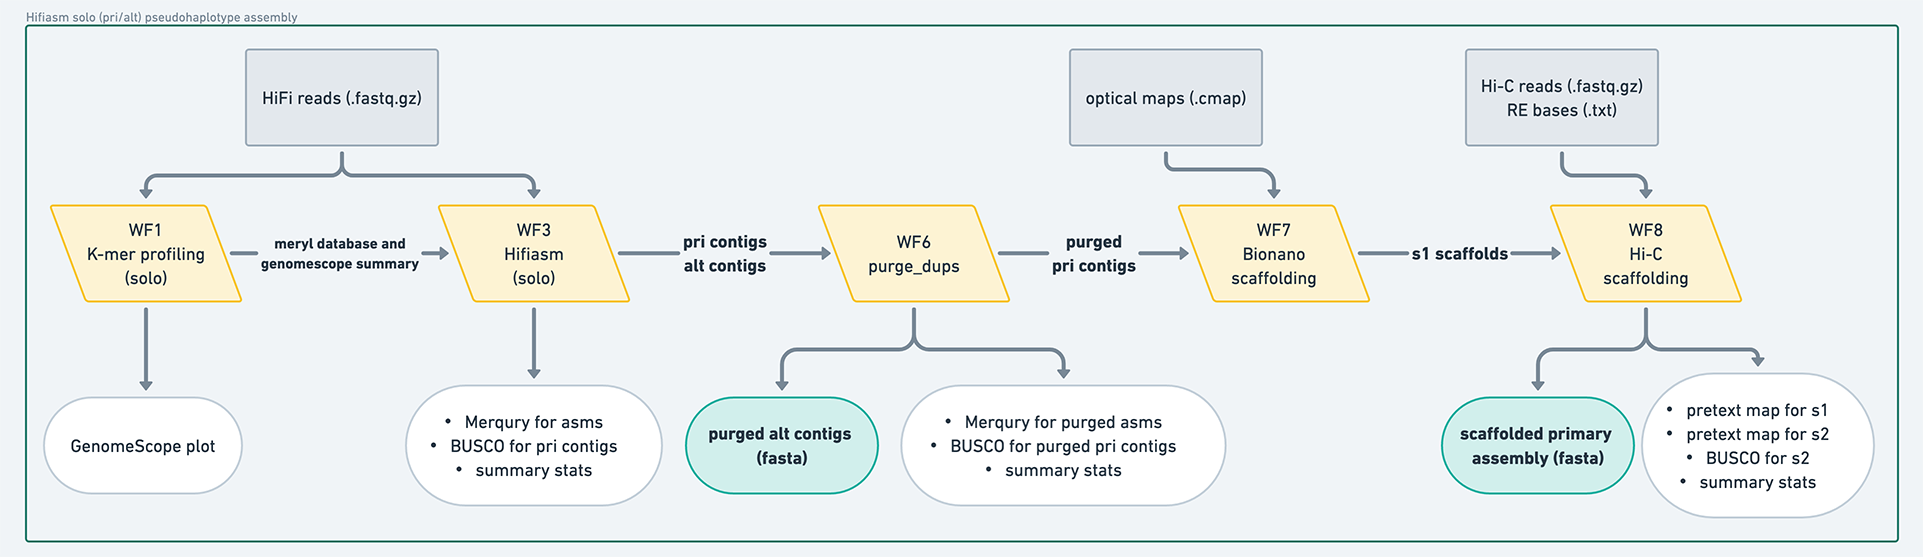 Hifiasm solo (pri/alt) pseudohaplotype assembly
HiFi reads (.fastq.gz)
optical maps (.cmap)
Hi-C reads (.fastq.gz)
RE bases (.txt)
WF1
K-mer profiling
(solo)
meryl database and
genomescope summary
WF3
Hifiasm
(solo)
pri contigs
alt contigs
WF6
purge_dups
purged
pri contigs
WF7
Bionano
scaffolding
s1 scaffolds
WF8
Hi-C
scaffolding
GenomeScope plot
• Merqury for asms
• BUSCO for pri contigs
• summary stats
purged alt contigs
(fasta)
• Merqury for purged asms
• BUSCO for purged pri contigs
• summary stats
scaffolded primary
assembly (fasta)
• pretext map for s1
• pretext map for s2
• BUSCO for s2
• summary stats